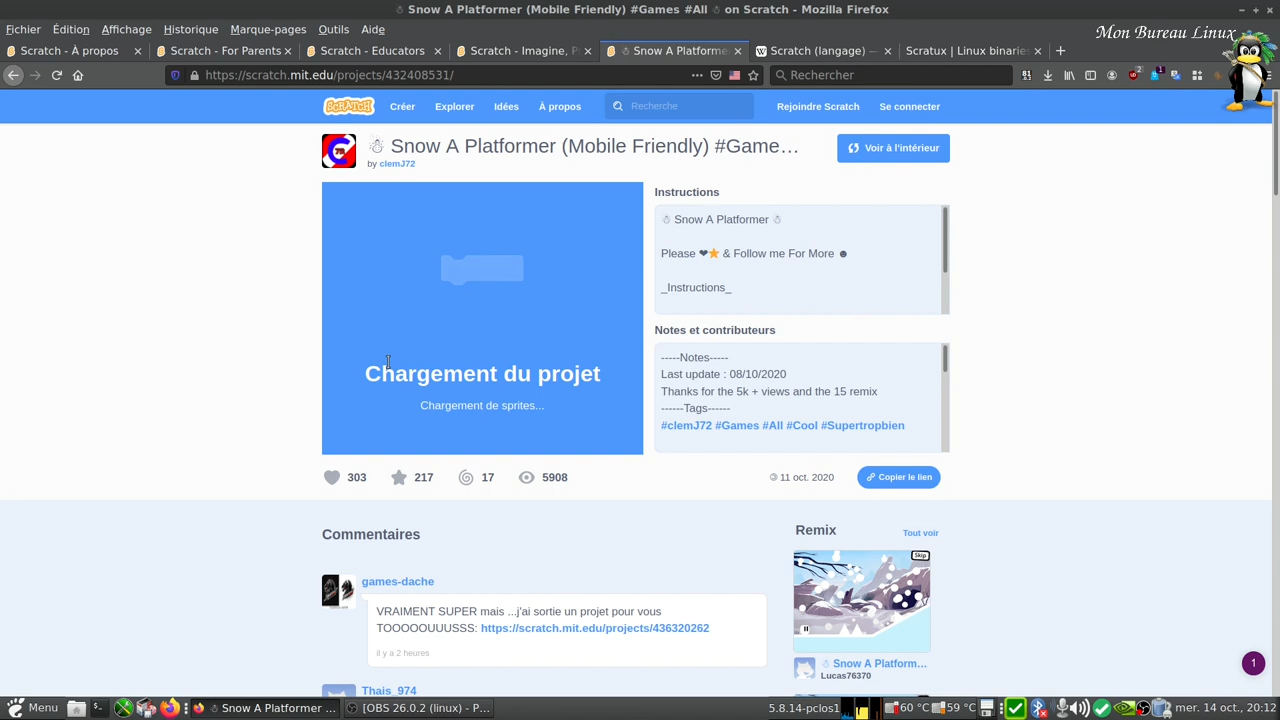 ☃ Snow A Platformer (Mobile Friendly) #Games #All ☃ on Scratch - Mozilla Firefox
Fichier Édition Affichage Historique Marque-pages Outils Aide
Mon Bureau Linux
Scratch - À propos
Scratch - For Parents
Scratch - Educators
Scratch - Imagine, P
☃ Snow A Platforme
Scratch (langage) —
Scratux | Linux binaries
https://scratch.mit.edu/projects/432408531/
Rechercher
2
1
SCRATCH
Créer
Explorer
Idées
À propos
Recherche
Rejoindre Scratch
Se connecter
☃ Snow A Platformer (Mobile Friendly) #Game…
by clemJ72
Voir à l'intérieur
Chargement du projet
Chargement de sprites...
Instructions
☃ Snow A Platformer ☃
Please ❤⭐ & Follow me For More ☻
_Instructions_
Notes et contributeurs
-----Notes-----
Last update : 08/10/2020
Thanks for the 5k + views and the 15 remix
------Tags------
#clemJ72 #Games #All #Cool #Supertropbien
303
217
17
5908
11 oct. 2020
Copier le lien
Commentaires
games-dache
VRAIMENT SUPER mais ...j'ai sortie un projet pour vous
TOOOOUUUSSS: https://scratch.mit.edu/projects/436320262
il y a 2 heures
Thais_974
Remix
Tout voir
Skip
☃ Snow A Platform…
Lucas76370
1
Menu
☃ Snow A Platformer ...
[OBS 26.0.2 (linux) - P...
5.8.14-pclos1
60 °C
59 °C
mer. 14 oct., 20:12